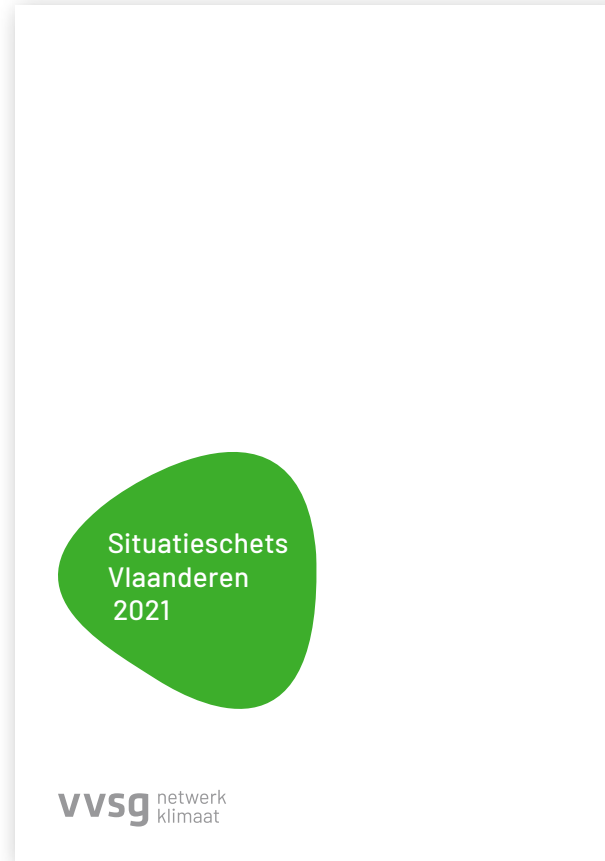 Situatieschets
Vlaanderen
2021
vvsg netwerk
klimaat